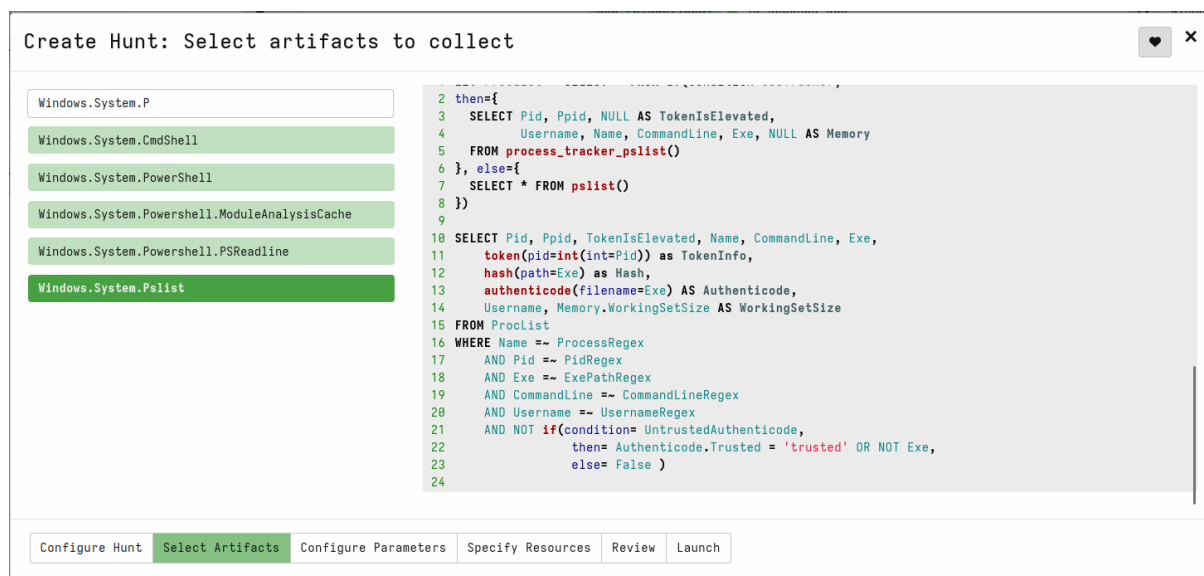 Create Hunt: Select artifacts to collect
Windows.System.P
Windows.System.CmdShell
Windows.System.PowerShell
Windows.System.Powershell.ModuleAnalysisCache
Windows.System.Powershell.PSReadline
Windows.System.Pslist
2 then={
3   SELECT Pid, Ppid, NULL AS TokenIsElevated,
4          Username, Name, CommandLine, Exe, NULL AS Memory
5   FROM process_tracker_pslist()
6 }, else={
7   SELECT * FROM pslist()
8 })
9
10 SELECT Pid, Ppid, TokenIsElevated, Name, CommandLine, Exe,
11     token(pid=int(int=Pid)) as TokenInfo,
12     hash(path=Exe) as Hash,
13     authenticode(filename=Exe) AS Authenticode,
14     Username, Memory.WorkingSetSize AS WorkingSetSize
15 FROM ProcList
16 WHERE Name =~ ProcessRegex
17     AND Pid =~ PidRegex
18     AND Exe =~ ExePathRegex
19     AND CommandLine =~ CommandLineRegex
20     AND Username =~ UsernameRegex
21     AND NOT if(condition= UntrustedAuthenticode,
22                 then= Authenticode.Trusted = 'trusted' OR NOT Exe,
23                 else= False )
24
Configure Hunt Select Artifacts Configure Parameters Specify Resources Review Launch